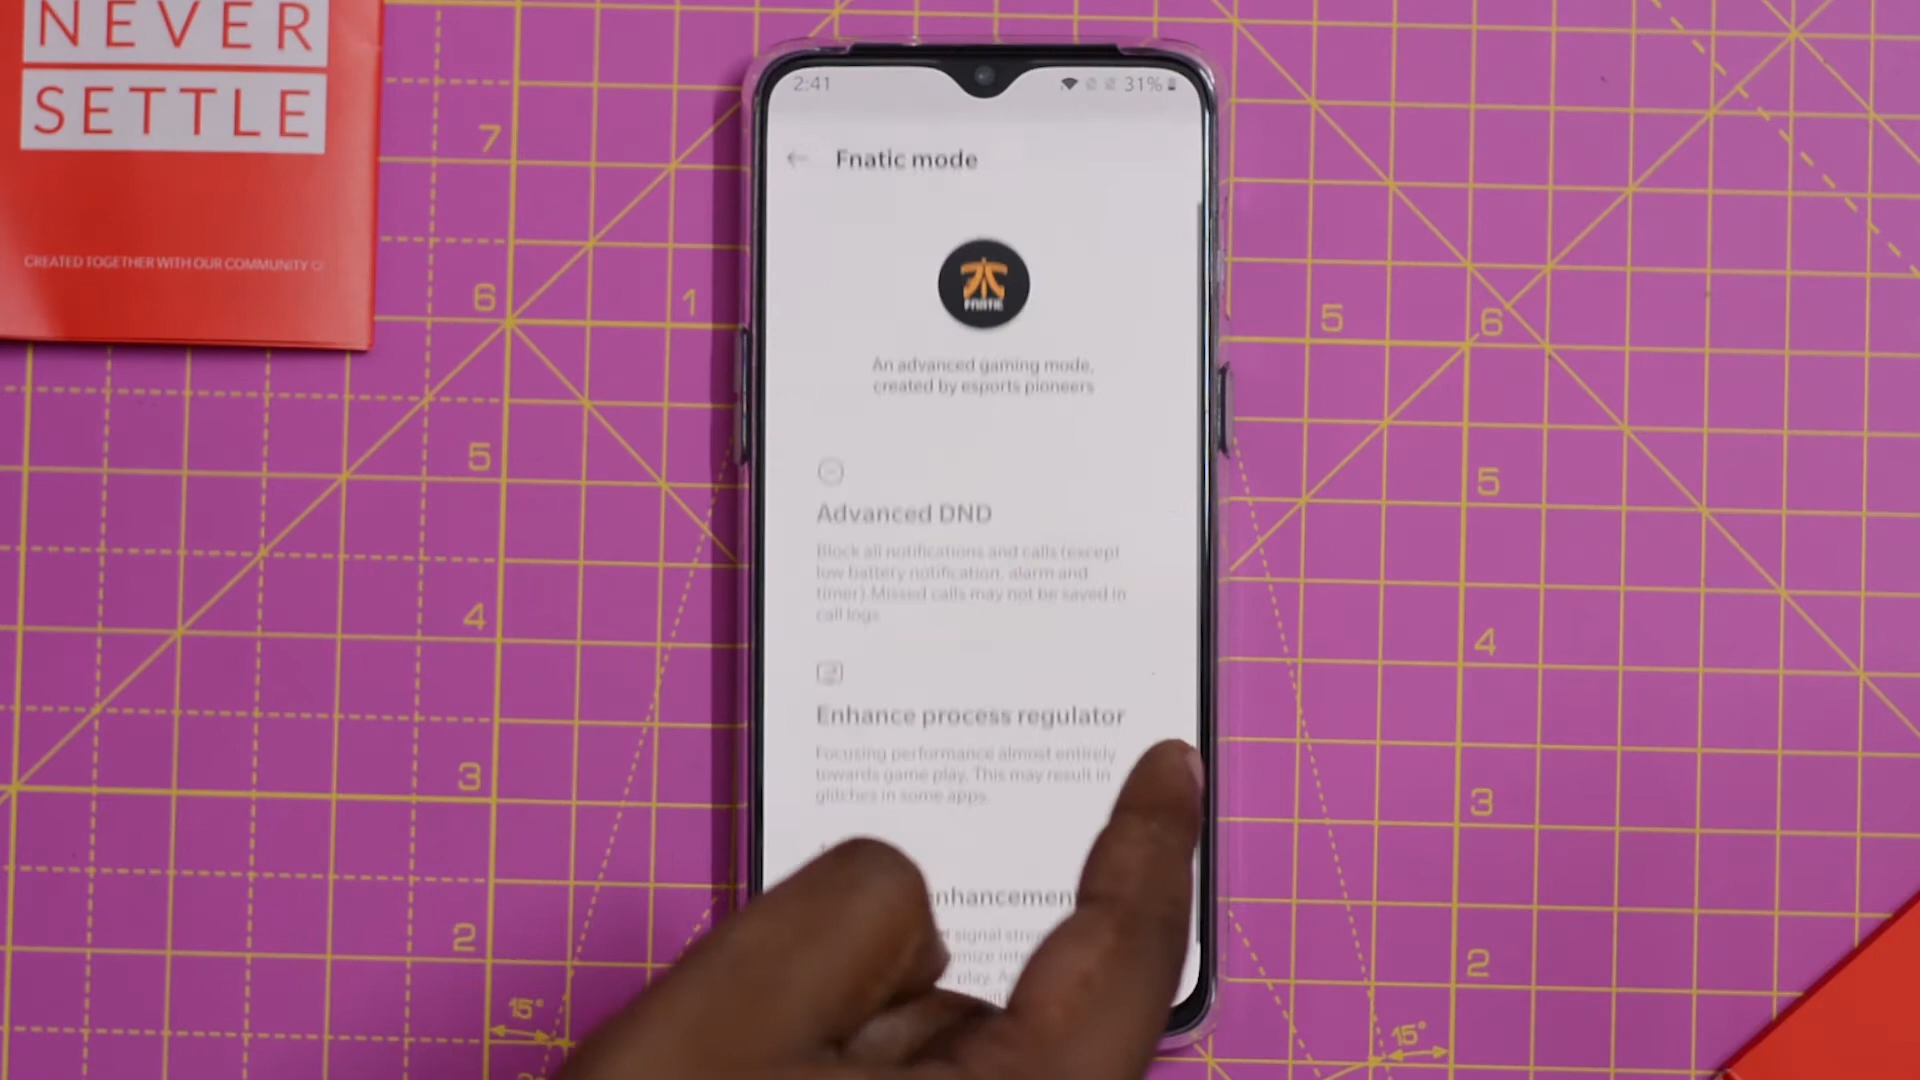 NEVER
SETTLE
CREATED TOGETHER WITH OUR COMMUNITY
2:41
31%
Fnatic mode
FNATIC
An advanced gaming mode,
created by esports pioneers
Advanced DND
Block all notifications and calls (except
low battery notification, alarm and
timer).Missed calls may not be saved in
call logs
Enhance process regulator
Focusing performance almost entirely
towards game play. This may result in
glitches in some apps.
enhancement
signal
play.
7
6
1
5
4
3
2
15°
5
6
5
4
3
2
15°